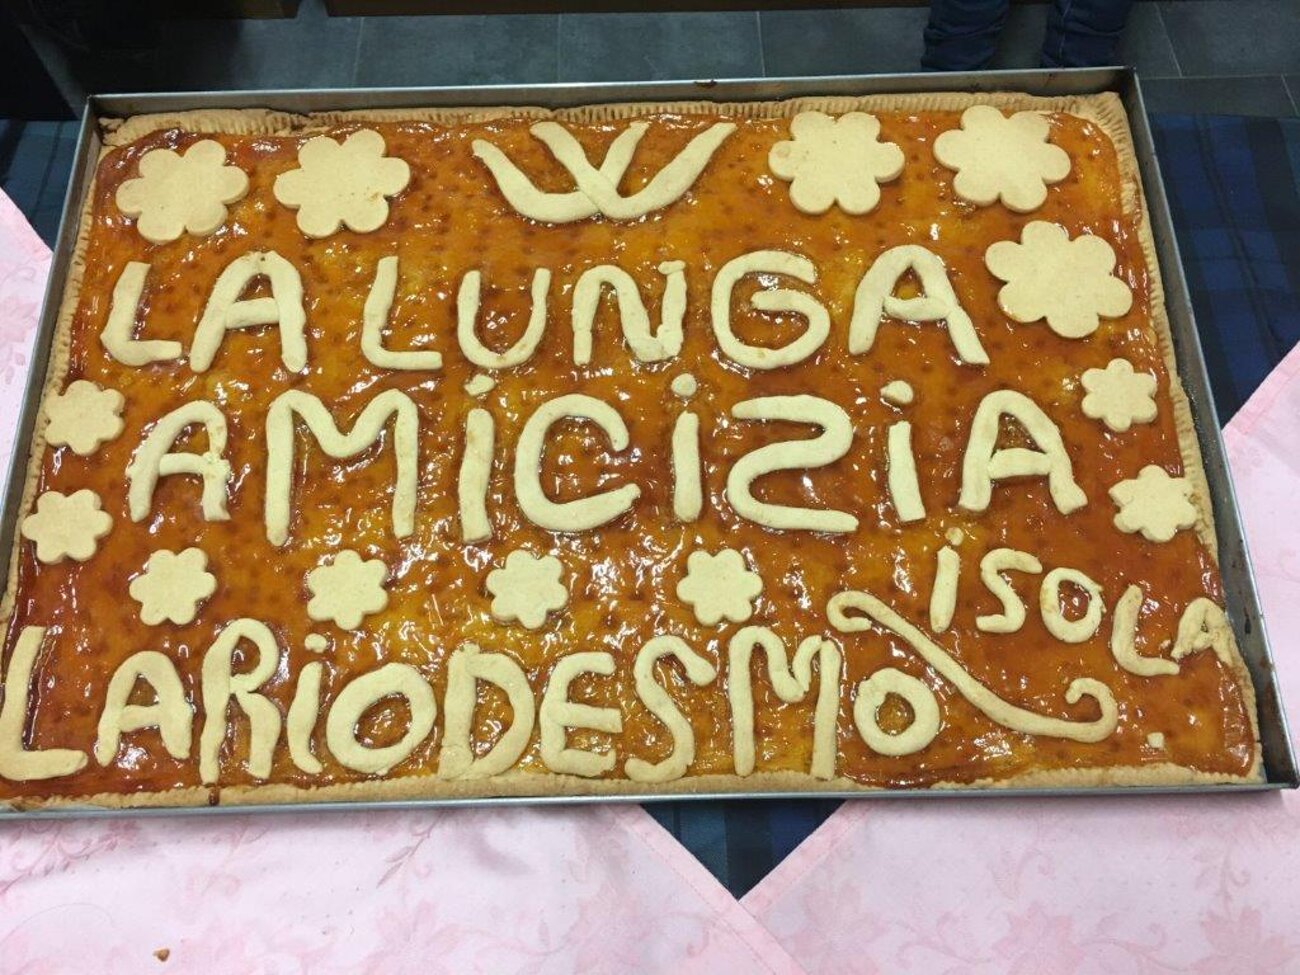 W
LA LUNGA
AMiCiZiA
iSOLA
LARiODESMO